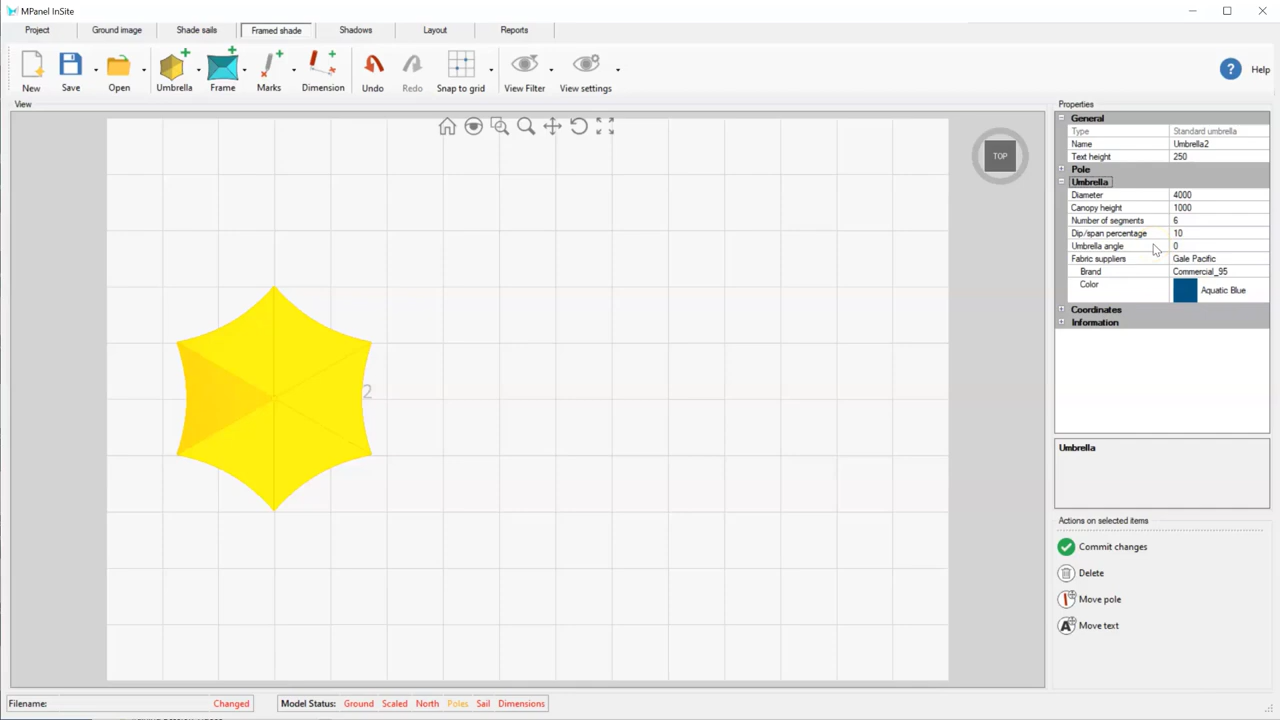 MPanel InSite
Project Ground image Shade sails Framed shade Shadows Layout Reports
New Save Open Umbrella Frame Marks Dimension Undo Redo Snap to grid View Filter View settings ? Help
View
TOP
2
Properties
General
Type Standard umbrella
Name Umbrella2
Text height 250
Pole
Umbrella
Diameter 4000
Canopy height 1000
Number of segments 6
Dip/span percentage 10
Umbrella angle 0
Fabric suppliers Gale Pacific
Brand Commercial_95
Color Aquatic Blue
Coordinates
Information
Umbrella
Actions on selected items
Commit changes
Delete
Move pole
Move text
Filename: Changed Model Status: Ground Scaled North Poles Sail Dimensions